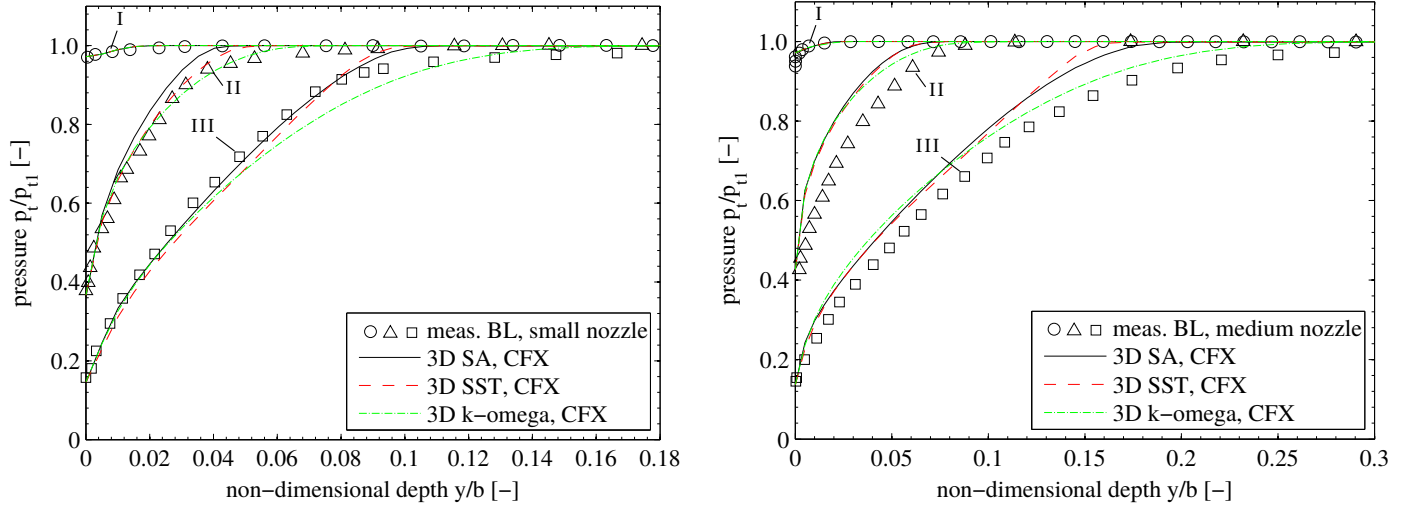 I
II
III
1.0
0.8
0.6
0.4
0.2
0
pressure p_t/p_t1 [−]
meas. BL, small nozzle
3D SA, CFX
3D SST, CFX
3D k−omega, CFX
0 0.02 0.04 0.06 0.08 0.1 0.12 0.14 0.16 0.18
non−dimensional depth y/b [−]
I
II
III
1.0
0.8
0.6
0.4
0.2
0
pressure p_t/p_t1 [−]
meas. BL, medium nozzle
3D SA, CFX
3D SST, CFX
3D k−omega, CFX
0 0.05 0.1 0.15 0.2 0.25 0.3
non−dimensional depth y/b [−]